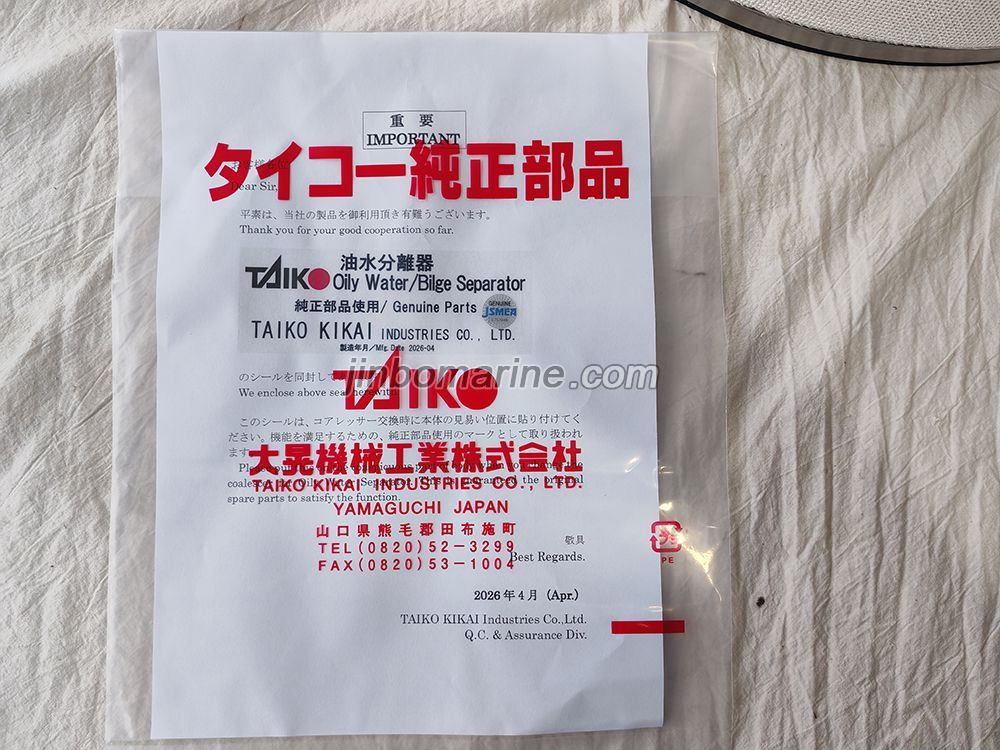 重要
IMPORTANT
タイコー純正部品
Dear Sir,
平素は、当社の製品を御利用頂き有難うございます。
Thank you for your good cooperation so far.
TAIKO 油水分離器
Oily Water/Bilge Separator
純正部品使用/ Genuine Parts
GENUINE
JSMEA
TAIKO KIKAI INDUSTRIES CO., LTD.
製造年月/Mfg. Date 2026-04
jinbomarine.com
のシールを同封して
We enclose above seal herewith.
TAIKO
このシールは、コアレッサー交換時に本体の見易い位置に貼り付けてく
ださい。機能を満足するための、純正部品使用のマークとして取り扱われ
ます
大晃機械工業株式会社
TAIKO KIKAI INDUSTRIES CO., LTD.
spare parts to satisfy the function.
YAMAGUCHI JAPAN
山口県熊毛郡田布施町
TEL(0820)52-3299
FAX(0820)53-1004
敬具
Best Regards.
プラ
PE
2026年4月 (Apr.)
TAIKO KIKAI Industries Co.,Ltd.
Q.C. & Assurance Div.